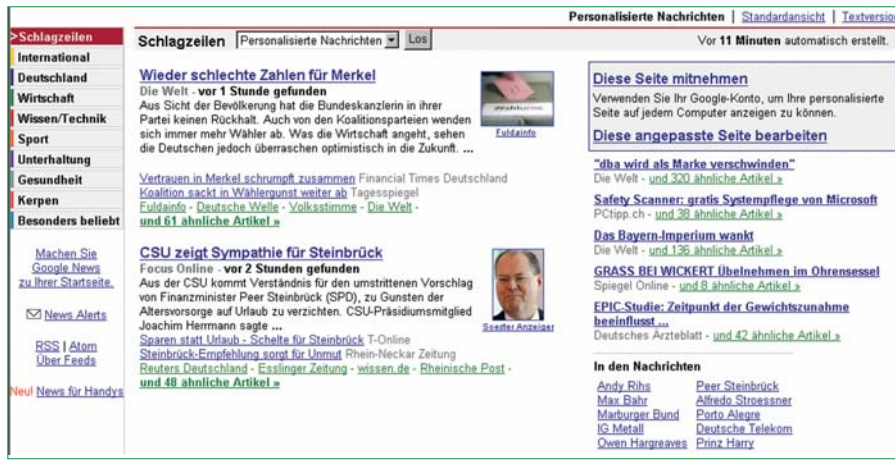 Personalisierte Nachrichten | Standardansicht | Textversion
>Schlagzeilen
International
Deutschland
Wirtschaft
Wissen/Technik
Sport
Unterhaltung
Gesundheit
Kerpen
Besonders beliebt
Machen Sie
Google News
zu Ihrer Startseite.
News Alerts
RSS | Atom
Über Feeds
Neu! News für Handys
Schlagzeilen Personalisierte Nachrichten Los
Vor 11 Minuten automatisch erstellt.
Wieder schlechte Zahlen für Merkel
Die Welt - vor 1 Stunde gefunden
Aus Sicht der Bevölkerung hat die Bundeskanzlerin in ihrer
Partei keinen Rückhalt. Auch von den Koalitionsparteien wenden
sich immer mehr Wähler ab. Was die Wirtschaft angeht, sehen
die Deutschen jedoch überraschen optimistisch in die Zukunft. ...
Fuldainfo
Vertrauen in Merkel schrumpft zusammen Financial Times Deutschland
Koalition sackt in Wählergunst weiter ab Tagesspiegel
Fuldainfo - Deutsche Welle - Volksstimme - Die Welt -
und 61 ähnliche Artikel »
CSU zeigt Sympathie für Steinbrück
Focus Online - vor 2 Stunden gefunden
Aus der CSU kommt Verständnis für den umstrittenen Vorschlag
von Finanzminister Peer Steinbrück (SPD), zu Gunsten der
Altersvorsorge auf Urlaub zu verzichten. CSU-Präsidiumsmitglied
Joachim Herrmann sagte ...
Soester Anzeiger
Sparen statt Urlaub - Schelte für Steinbrück T-Online
Steinbrück-Empfehlung sorgt für Unmut Rhein-Neckar Zeitung
Reuters Deutschland - Esslinger Zeitung - wissen.de - Rheinische Post -
und 48 ähnliche Artikel »
Diese Seite mitnehmen
Verwenden Sie Ihr Google-Konto, um Ihre personalisierte
Seite auf jedem Computer anzeigen zu können.
Diese angepasste Seite bearbeiten
"dba wird als Marke verschwinden"
Die Welt - und 320 ähnliche Artikel »
Safety Scanner: gratis Systempflege von Microsoft
PCtipp.ch - und 38 ähnliche Artikel »
Das Bayern-Imperium wankt
Die Welt - und 136 ähnliche Artikel »
GRASS BEI WICKERT Übelnehmen im Ohrensessel
Spiegel Online - und 8 ähnliche Artikel »
EPIC-Studie: Zeitpunkt der Gewichtszunahme
beeinflusst ...
Deutsches Ärzteblatt - und 42 ähnliche Artikel »
In den Nachrichten
Andy Rihs Peer Steinbrück
Max Bahr Alfredo Stroessner
Marburger Bund Porto Alegre
IG Metall Deutsche Telekom
Owen Hargreaves Prinz Harry